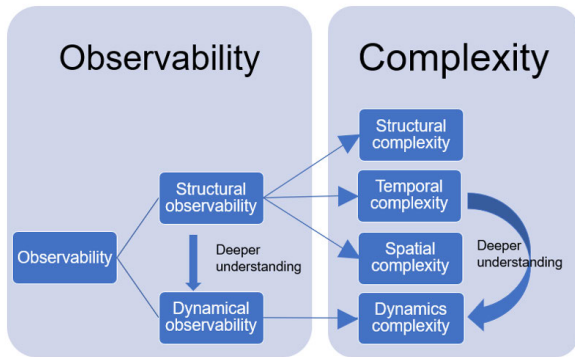 Observability
Complexity
Structural
complexity
Structural
observability
Temporal
complexity
Observability
Deeper
understanding
Spatial
complexity
Deeper
understanding
Dynamical
observability
Dynamics
complexity